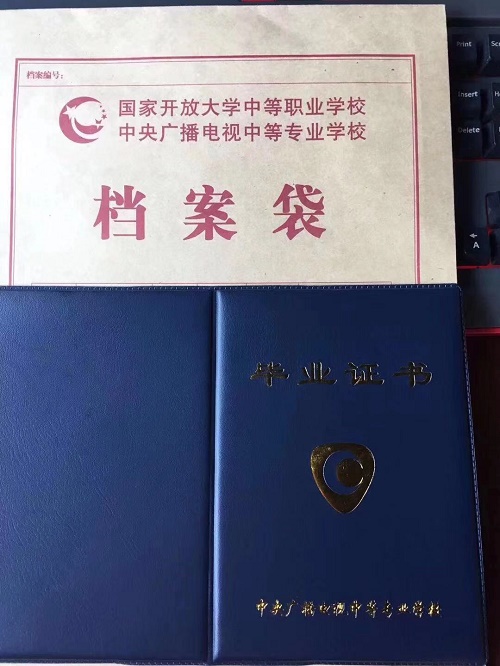 档案编号：
国家开放大学中等职业学校
中央广播电视中等专业学校
档案袋
Print
Insert
Delete
A
毕业证书
中央广播电视中等专业学校